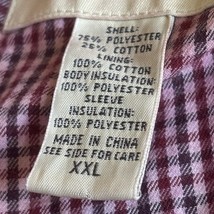 SHELL:
75% POLYESTER
25% COTTON
LINING:
100% COTTON
BODY INSULATION:
100% POLYESTER
SLEEVE
INSULATION:
100% POLYESTER
MADE IN CHINA
SEE SIDE FOR CARE
XXL